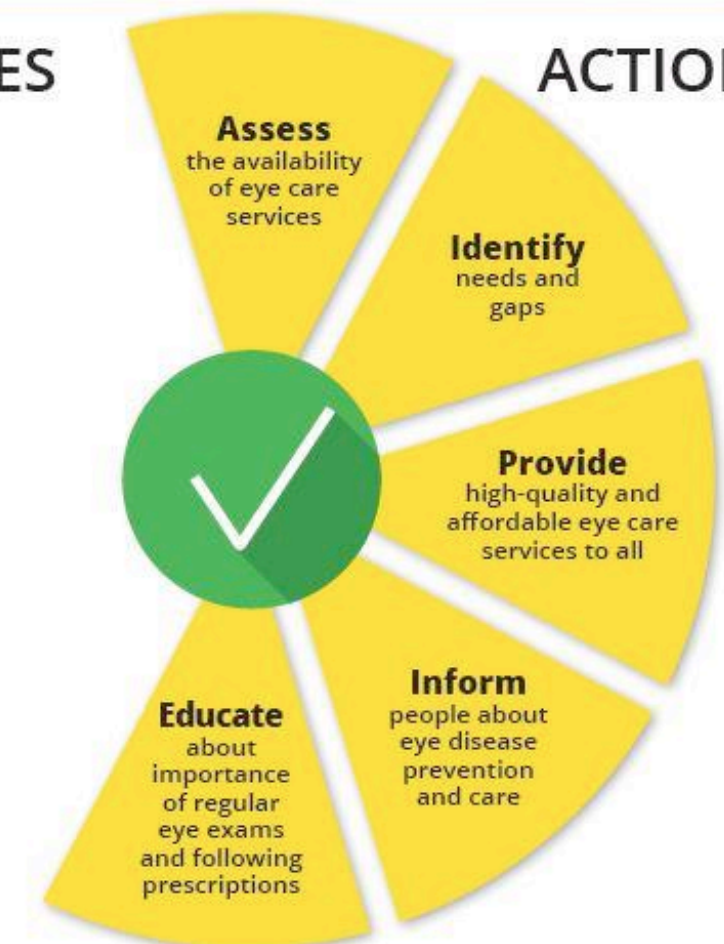 ES
ACTIO
Assess
the availability
of eye care
services
Identify
needs and
gaps
Provide
high-quality and
affordable eye care
services to all
Inform
people about
eye disease
prevention
and care
Educate
about
importance
of regular
eye exams
and following
prescriptions